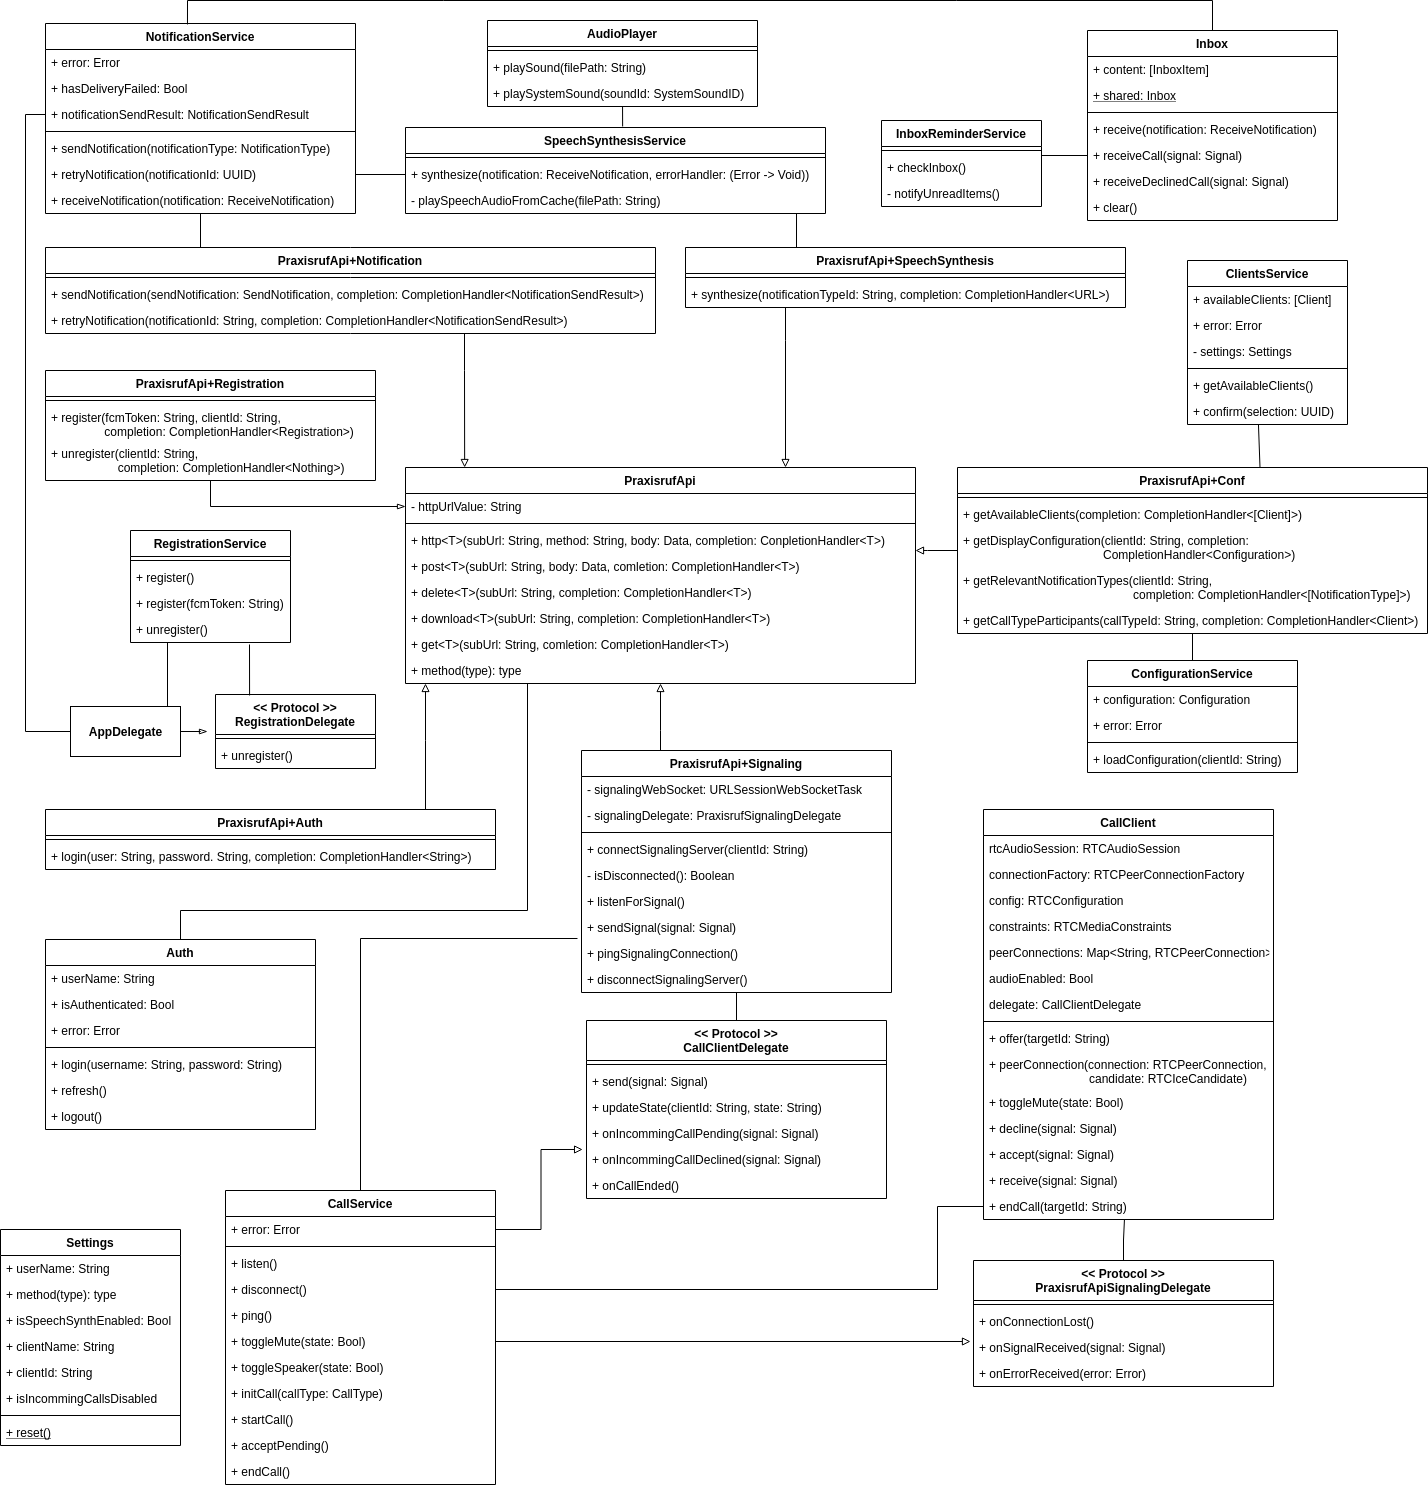 NotificationService
+ error: Error
+ hasDeliveryFailed: Bool
+ notificationSendResult: NotificationSendResult
+ sendNotification(notificationType: NotificationType)
+ retryNotification(notificationId: UUID)
+ receiveNotification(notification: ReceiveNotification)
AudioPlayer
+ playSound(filePath: String)
+ playSystemSound(soundId: SystemSoundID)
Inbox
+ content: [InboxItem]
+ shared: Inbox
+ receive(notification: ReceiveNotification)
+ receiveCall(signal: Signal)
+ receiveDeclinedCall(signal: Signal)
+ clear()
SpeechSynthesisService
+ synthesize(notification: ReceiveNotification, errorHandler: (Error -> Void))
- playSpeechAudioFromCache(filePath: String)
InboxReminderService
+ checkInbox()
- notifyUnreadItems()
PraxisrufApi+Notification
+ sendNotification(sendNotification: SendNotification, completion: CompletionHandler<NotificationSendResult>)
+ retryNotification(notificationId: String, completion: CompletionHandler<NotificationSendResult>)
PraxisrufApi+SpeechSynthesis
+ synthesize(notificationTypeId: String, completion: CompletionHandler<URL>)
ClientsService
+ availableClients: [Client]
+ error: Error
- settings: Settings
+ getAvailableClients()
+ confirm(selection: UUID)
PraxisrufApi+Registration
+ register(fcmToken: String, clientId: String,
completion: CompletionHandler<Registration>)
+ unregister(clientId: String,
completion: CompletionHandler<Nothing>)
PraxisrufApi
- httpUrlValue: String
+ http<T>(subUrl: String, method: String, body: Data, completion: ConpletionHandler<T>)
+ post<T>(subUrl: String, body: Data, comletion: CompletionHandler<T>)
+ delete<T>(subUrl: String, completion: CompletionHandler<T>)
+ download<T>(subUrl: String, completion: CompletionHandler<T>)
+ get<T>(subUrl: String, comletion: CompletionHandler<T>)
+ method(type): type
PraxisrufApi+Conf
+ getAvailableClients(completion: CompletionHandler<[Client]>)
+ getDisplayConfiguration(clientId: String, completion:
CompletionHandler<Configuration>)
+ getRelevantNotificationTypes(clientId: String,
completion: CompletionHandler<[NotificationType]>)
+ getCallTypeParticipants(callTypeId: String, completion: CompletionHandler<Client>)
RegistrationService
+ register()
+ register(fcmToken: String)
+ unregister()
AppDelegate
<< Protocol >>
RegistrationDelegate
+ unregister()
ConfigurationService
+ configuration: Configuration
+ error: Error
+ loadConfiguration(clientId: String)
PraxisrufApi+Signaling
- signalingWebSocket: URLSessionWebSocketTask
- signalingDelegate: PraxisrufSignalingDelegate
+ connectSignalingServer(clientId: String)
- isDisconnected(): Boolean
+ listenForSignal()
+ sendSignal(signal: Signal)
+ pingSignalingConnection()
+ disconnectSignalingServer()
PraxisrufApi+Auth
+ login(user: String, password. String, completion: CompletionHandler<String>)
CallClient
rtcAudioSession: RTCAudioSession
connectionFactory: RTCPeerConnectionFactory
config: RTCConfiguration
constraints: RTCMediaConstraints
peerConnections: Map<String, RTCPeerConnection>
audioEnabled: Bool
delegate: CallClientDelegate
+ offer(targetId: String)
+ peerConnection(connection: RTCPeerConnection,
candidate: RTCIceCandidate)
+ toggleMute(state: Bool)
+ decline(signal: Signal)
+ accept(signal: Signal)
+ receive(signal: Signal)
+ endCall(targetId: String)
Auth
+ userName: String
+ isAuthenticated: Bool
+ error: Error
+ login(username: String, password: String)
+ refresh()
+ logout()
<< Protocol >>
CallClientDelegate
+ send(signal: Signal)
+ updateState(clientId: String, state: String)
+ onIncommingCallPending(signal: Signal)
+ onIncommingCallDeclined(signal: Signal)
+ onCallEnded()
CallService
+ error: Error
+ listen()
+ disconnect()
+ ping()
+ toggleMute(state: Bool)
+ toggleSpeaker(state: Bool)
+ initCall(callType: CallType)
+ startCall()
+ acceptPending()
+ endCall()
Settings
+ userName: String
+ method(type): type
+ isSpeechSynthEnabled: Bool
+ clientName: String
+ clientId: String
+ isIncommingCallsDisabled
+ reset()
<< Protocol >>
PraxisrufApiSignalingDelegate
+ onConnectionLost()
+ onSignalReceived(signal: Signal)
+ onErrorReceived(error: Error)